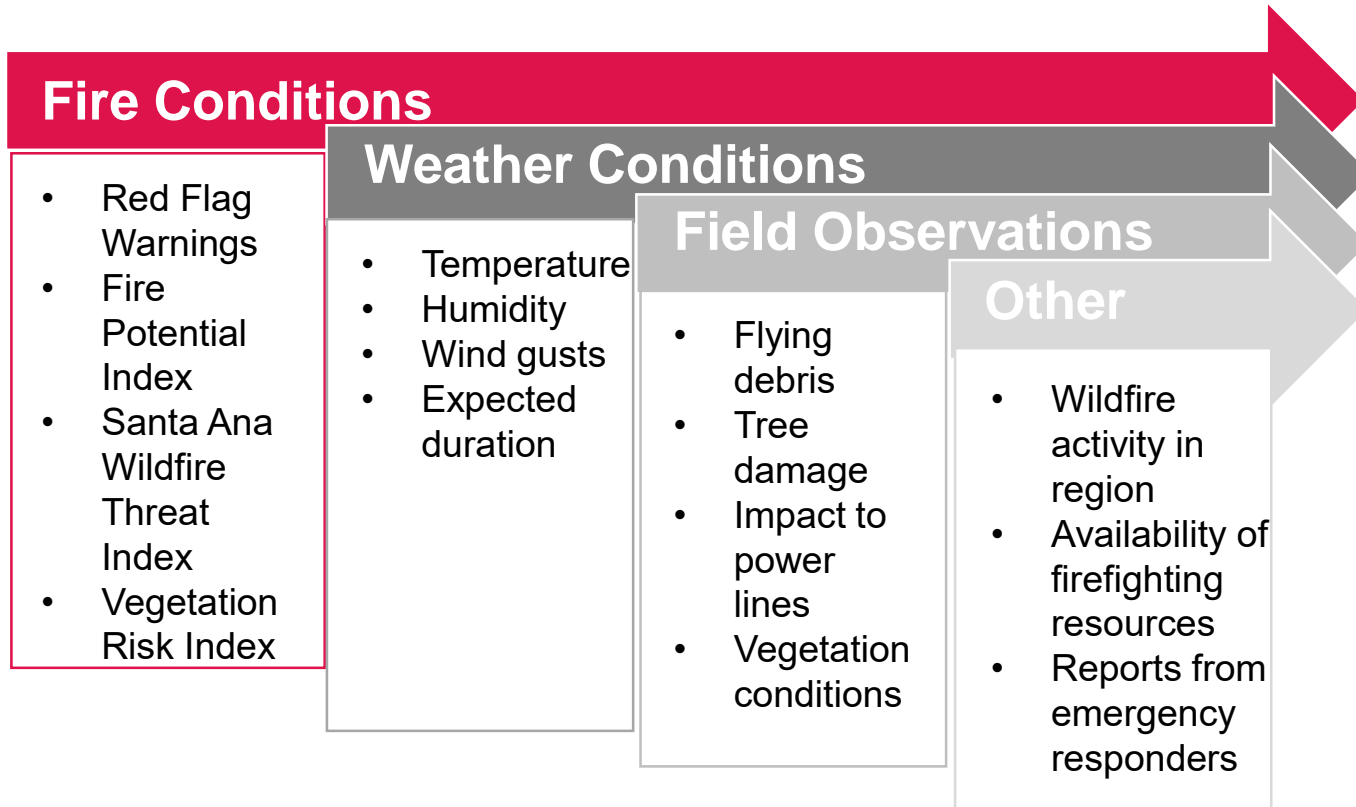 Fire Conditions
• Red Flag
Warnings
• Fire
Potential
Index
• Santa Ana
Wildfire
Threat
Index
• Vegetation
Risk Index
Weather Conditions
• Temperature
• Humidity
• Wind gusts
• Expected
duration
Field Observations
• Flying
debris
• Tree
damage
• Impact to
power
lines
• Vegetation
conditions
Other
• Wildfire
activity in
region
• Availability of
firefighting
resources
• Reports from
emergency
responders